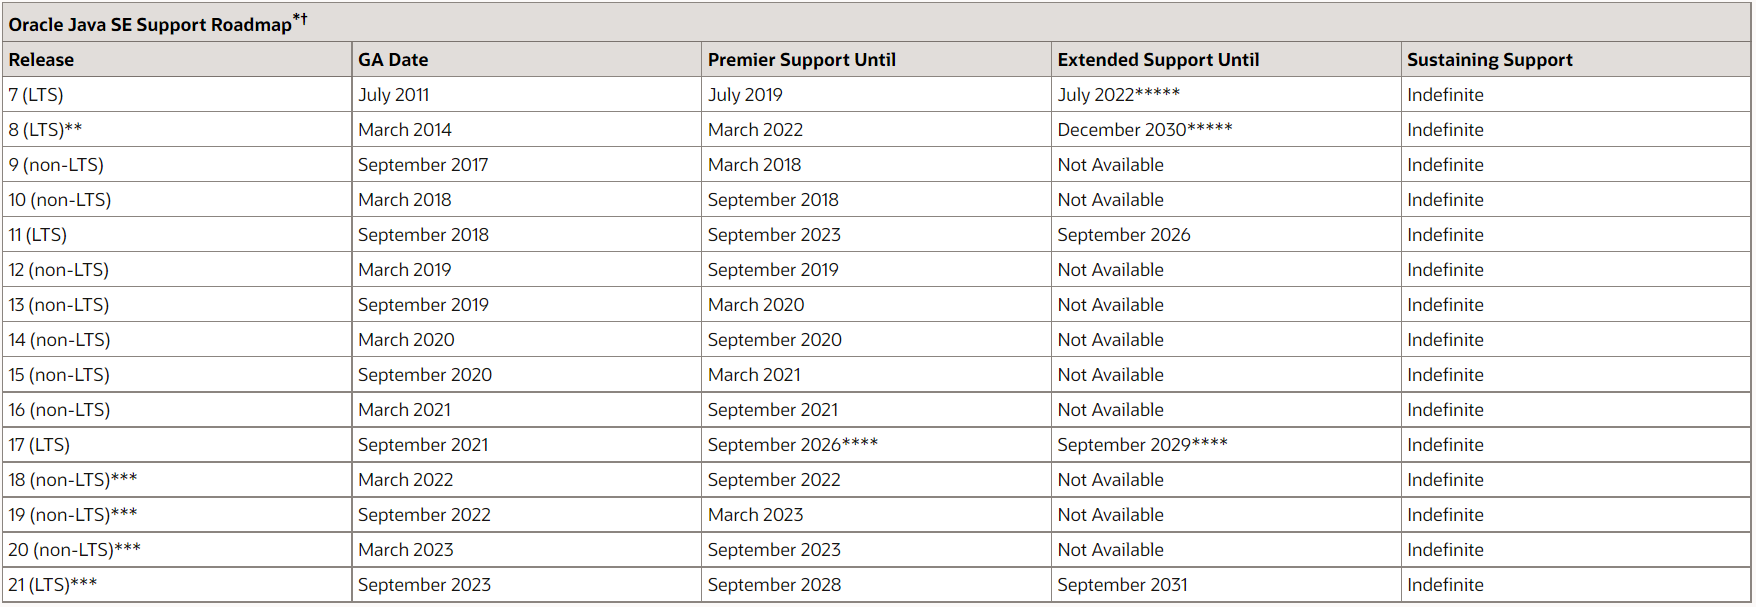 Oracle Java SE Support Roadmap*†
Release GA Date Premier Support Until Extended Support Until Sustaining Support
7 (LTS) July 2011 July 2019 July 2022***** Indefinite
8 (LTS)** March 2014 March 2022 December 2030***** Indefinite
9 (non-LTS) September 2017 March 2018 Not Available Indefinite
10 (non-LTS) March 2018 September 2018 Not Available Indefinite
11 (LTS) September 2018 September 2023 September 2026 Indefinite
12 (non-LTS) March 2019 September 2019 Not Available Indefinite
13 (non-LTS) September 2019 March 2020 Not Available Indefinite
14 (non-LTS) March 2020 September 2020 Not Available Indefinite
15 (non-LTS) September 2020 March 2021 Not Available Indefinite
16 (non-LTS) March 2021 September 2021 Not Available Indefinite
17 (LTS) September 2021 September 2026**** September 2029**** Indefinite
18 (non-LTS)*** March 2022 September 2022 Not Available Indefinite
19 (non-LTS)*** September 2022 March 2023 Not Available Indefinite
20 (non-LTS)*** March 2023 September 2023 Not Available Indefinite
21 (LTS)*** September 2023 September 2028 September 2031 Indefinite